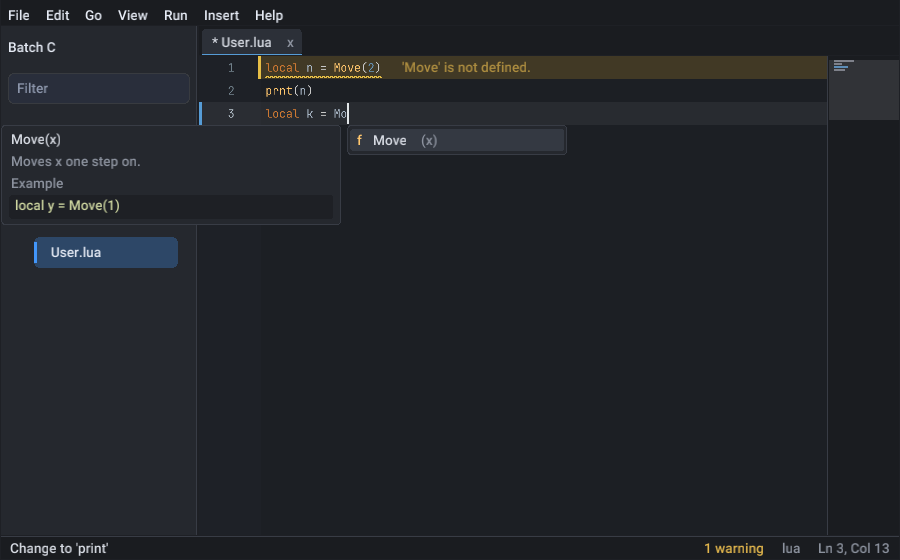 File Edit Go View Run Insert Help
Batch C
* User.lua x
Filter
1 local n = Move(2) 'Move' is not defined.
2 prnt(n)
3 local k = Mo
f Move (x)
Move(x)
Moves x one step on.
Example
local y = Move(1)
User.lua
Change to 'print' 1 warning lua Ln 3, Col 13